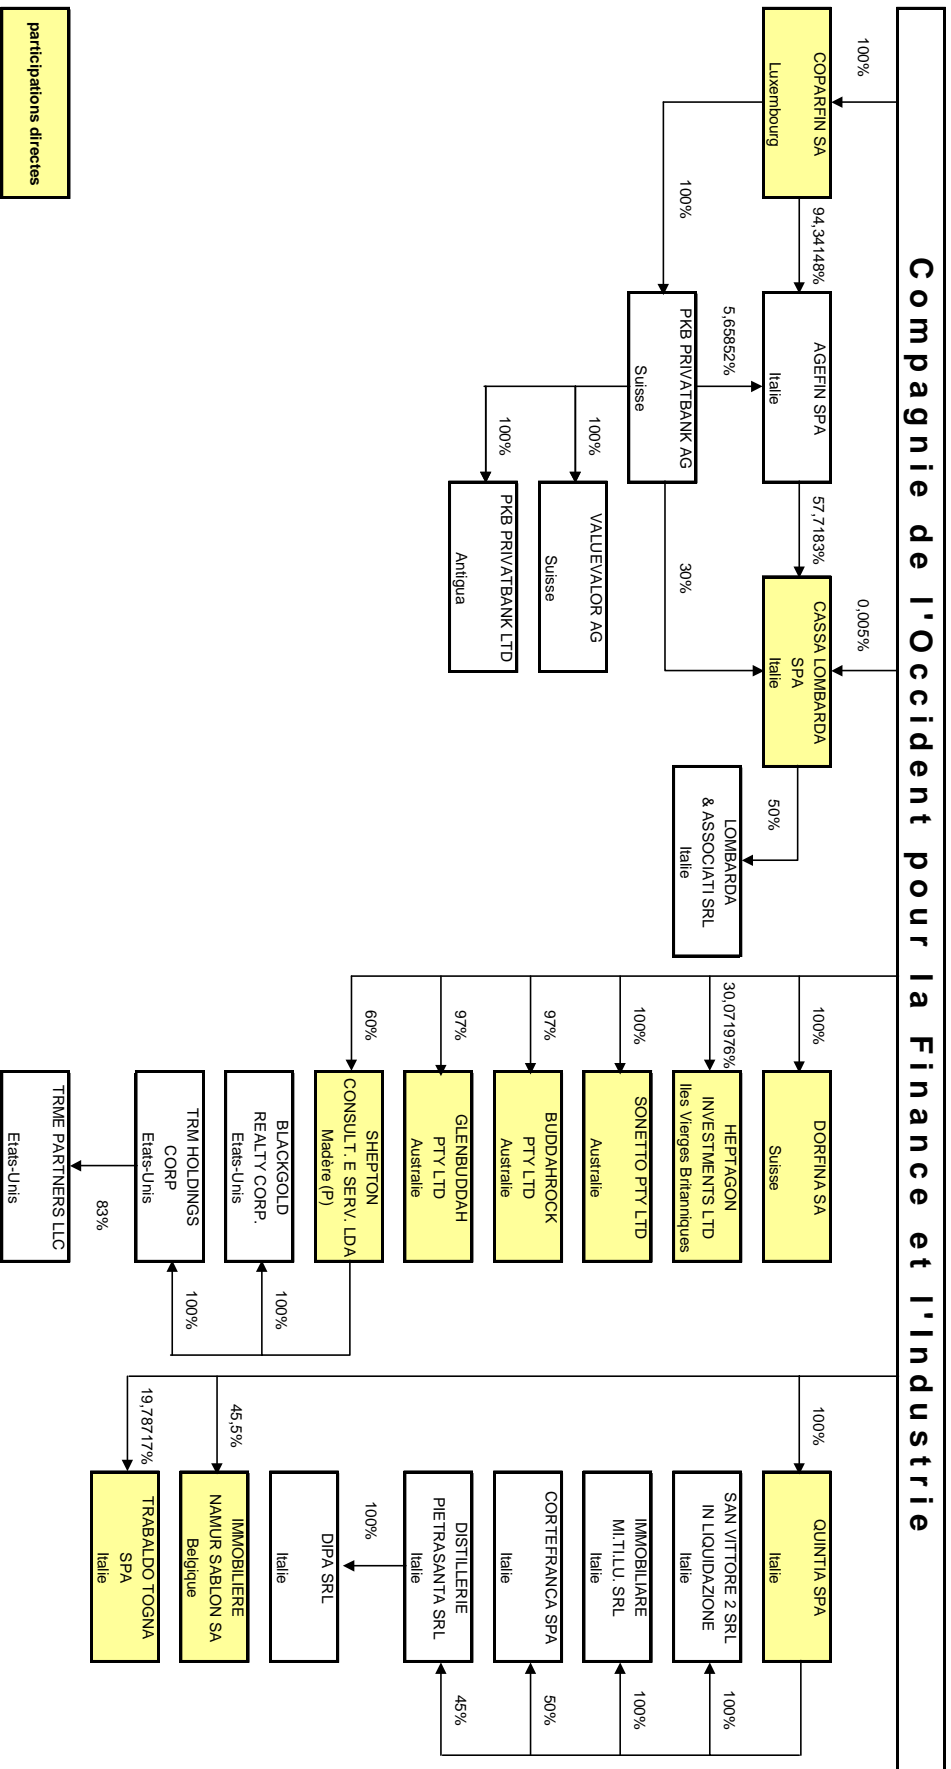 Compagnie de l'Occident pour la Finance et l'Industrie
100%
COPARFIN SA
Luxembourg
94,34148%
AGEFIN SPA
Italie
57,7183%
0,005%
CASSA LOMBARDA
SPA
Italie
50%
LOMBARDA
& ASSOCIATI SRL
Italie
100%
PKB PRIVATBANK AG
Suisse
5,65852%
30%
100%
VALUEVALOR AG
Suisse
100%
PKB PRIVATBANK LTD
Antigua
100%
DORFINA SA
Suisse
30,071976%
HEPTAGON
INVESTMENTS LTD
Iles Vierges Britanniques
100%
SONETTO PTY LTD
Australie
97%
BUDDAHROCK
PTY LTD
Australie
97%
GLENBUDDAH
PTY LTD
Australie
60%
SHEPTON
CONSULT. E SERV. LDA
Madère (P)
BLACKGOLD
REALTY CORP.
Etats-Unis
100%
TRM HOLDINGS
CORP
Etats-Unis
100%
83%
TRME PARTNERS LLC
Etats-Unis
100%
QUINTIA SPA
Italie
SAN VITTORE 2 SRL
IN LIQUIDAZIONE
100%
IMMOBILIARE
MI.TI.LU. SRL
Italie
100%
CORTEFRANCA SPA
Italie
50%
DISTILLERIE
PIETRASANTA SRL
Italie
45%
100%
DIPA SRL
Italie
45,5%
IMMOBILIERE
NAMUR SABLON SA
Belgique
19,78717%
TRABALDO TOGNA
SPA
Italie
participations directes